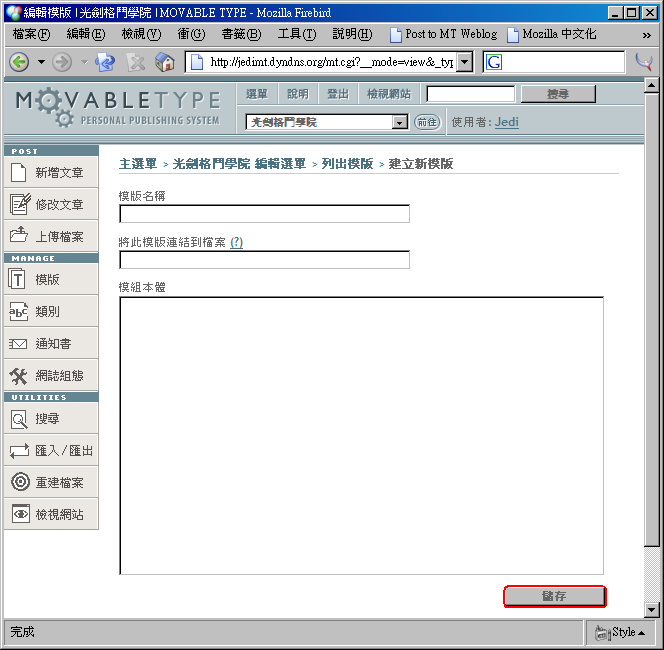 編輯模版 | 光劍格鬥學院 | MOVABLE TYPE - Mozilla Firebird
檔案(F) 編輯(E) 檢視(V) 衝(G) 書籤(B) 工具(T) 說明(H) Post to MT Weblog Mozilla 中文化 »
http://jedimt.dyndns.org/mt.cgi?__mode=view&_typ
MOVABLETYPE
PERSONAL PUBLISHING SYSTEM
選單 說明 登出 檢視網站 搜尋
光劍格鬥學院 前往 使用者: Jedi
POST
新增文章
修改文章
上傳檔案
MANAGE
模版
類別
通知書
網誌組態
UTILITIES
搜尋
匯入/匯出
重建檔案
檢視網站
主選單 > 光劍格鬥學院 編輯選單 > 列出模版 > 建立新模版
模版名稱
將此模版連結到檔案 (?)
模組本體
儲存
完成 Style